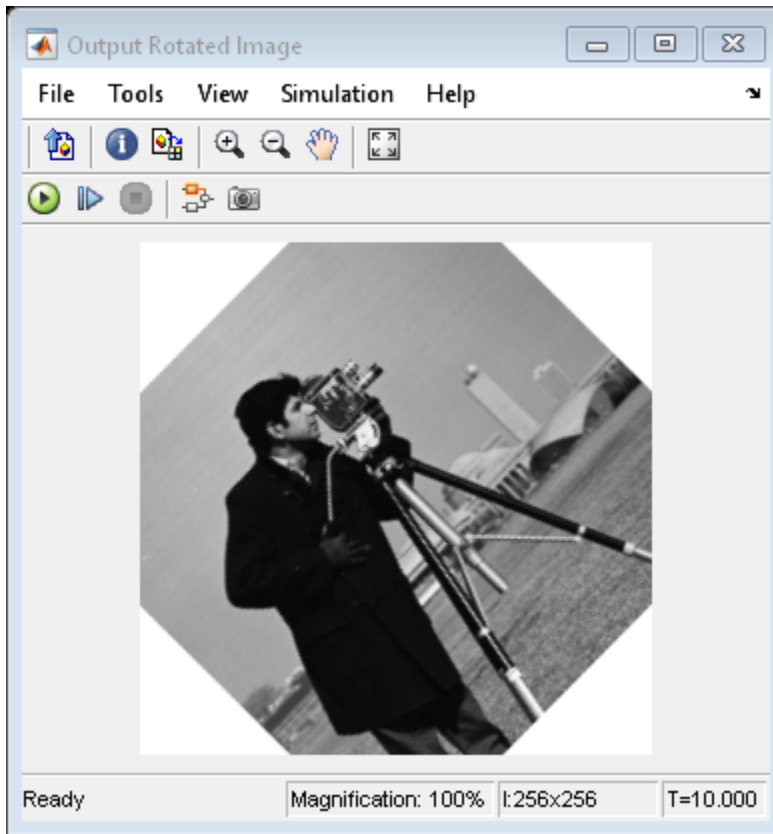 Output Rotated Image
File Tools View Simulation Help
Ready Magnification: 100% I:256x256 T=10.000